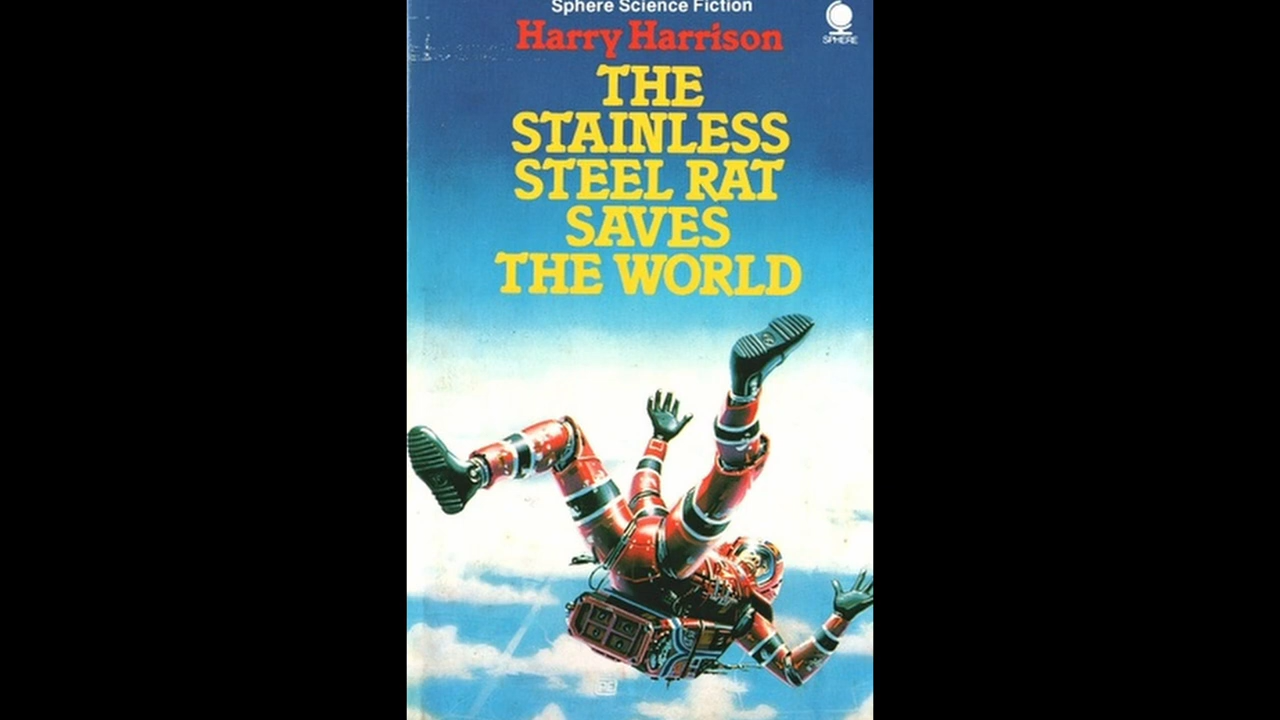 Sphere Science Fiction
SPHERE
Harry Harrison
THE
STAINLESS
STEEL RAT
SAVES
THE WORLD